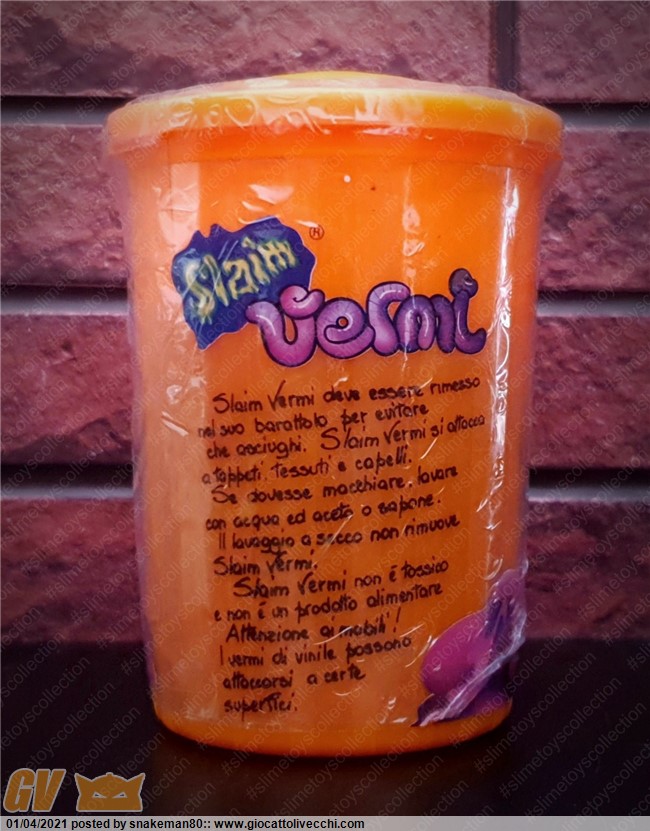 Slaim ®
Vermi
Slaim Vermi deve essere rimesso
nel suo barattolo per evitare
che asciughi. Slaim Vermi si attacca
a tappeti, tessuti e capelli.
Se dovesse macchiare, lavare
con acqua ed aceto o sapone.
Il lavaggio a secco non rimuove
Slaim Vermi.
Slaim Vermi non è tossico
e non é un prodotto alimentare
Attenzione ai mobili!
I vermi di vinile possono
attaccarsi a certe
superfici.
#slimetoyscollection
GV
01/04/2021 posted by snakeman80:: www.giocattolivecchi.com